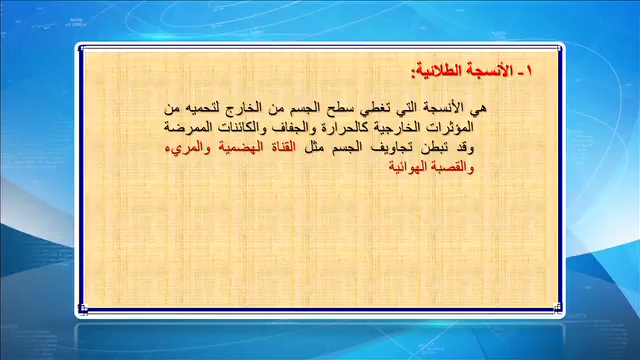 ١- الأنسجة الطلائية:
هي الأنسجة التي تغطي سطح الجسم من الخارج لتحميه من
المؤثرات الخارجية كالحرارة والجفاف والكائنات الممرضة
وقد تبطن تجاويف الجسم مثل القناة الهضمية والمريء
والقصبة الهوائية